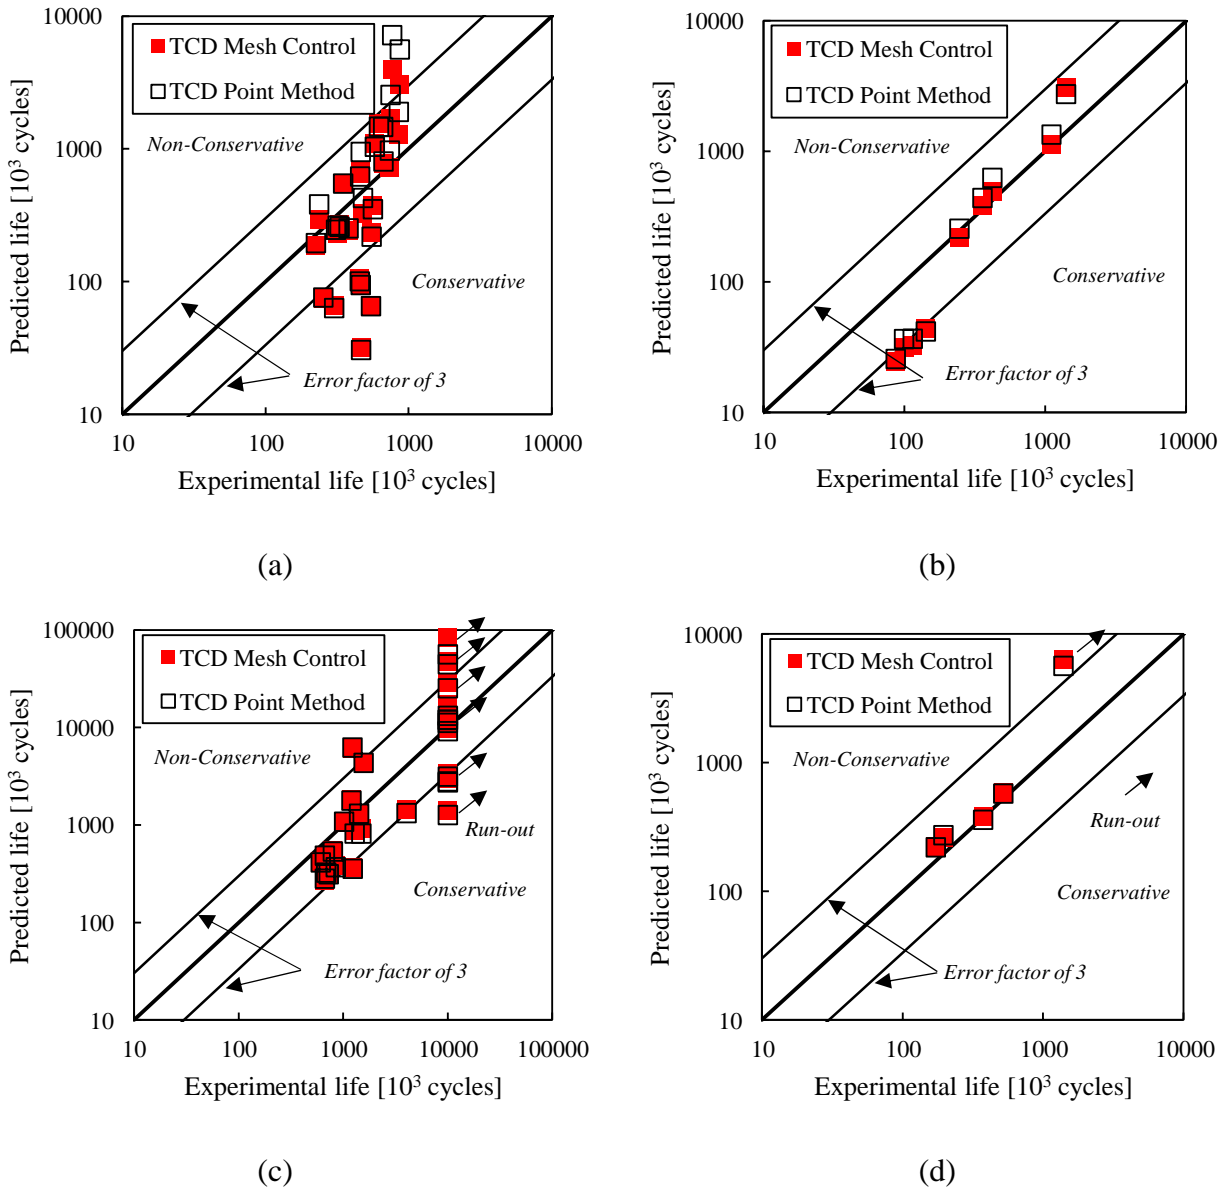 10000
1000
100
10
Predicted life [10³ cycles]
TCD Mesh Control
TCD Point Method
Non-Conservative
Conservative
Error factor of 3
10 100 1000 10000
Experimental life [10³ cycles]
(a)
10000
1000
100
10
Predicted life [10³ cycles]
TCD Mesh Control
TCD Point Method
Non-Conservative
Conservative
Error factor of 3
10 100 1000 10000
Experimental life [10³ cycles]
(b)
100000
10000
1000
100
10
Predicted life [10³ cycles]
TCD Mesh Control
TCD Point Method
Non-Conservative
Run-out
Conservative
Error factor of 3
10 100 1000 10000 100000
Experimental life [10³ cycles]
(c)
10000
1000
100
10
Predicted life [10³ cycles]
TCD Mesh Control
TCD Point Method
Non-Conservative
Run-out
Conservative
Error factor of 3
10 100 1000 10000
Experimental life [10³ cycles]
(d)